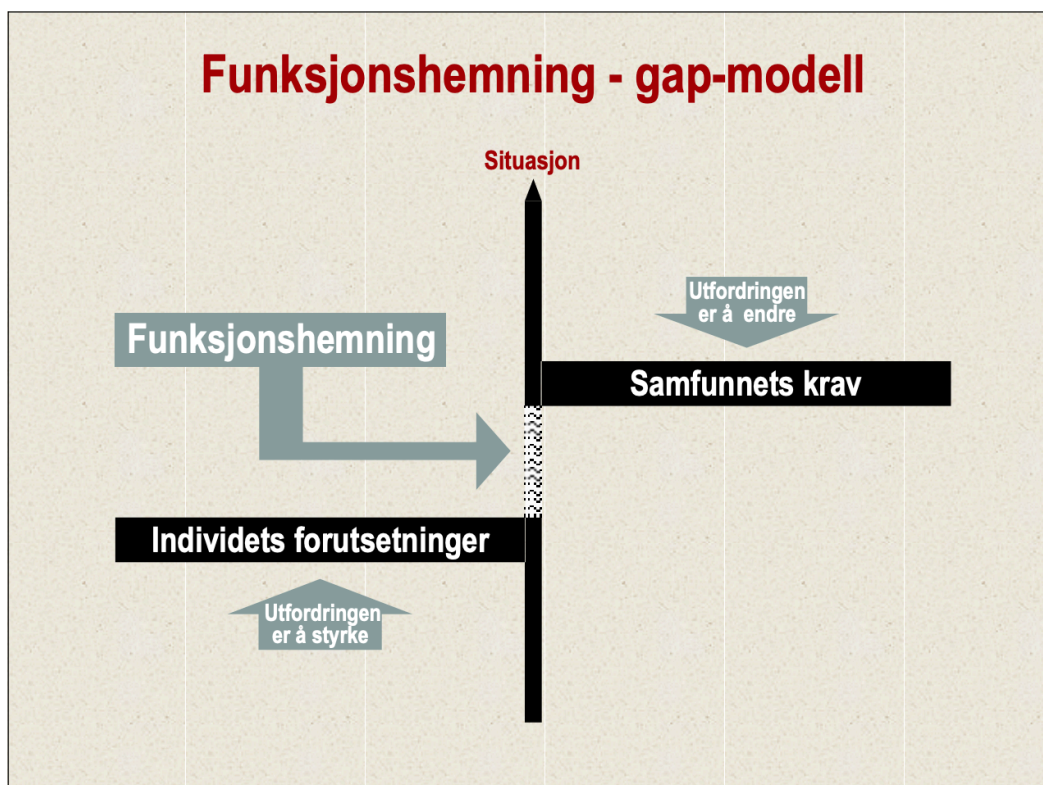 Funksjonshemning - gap-modell
Situasjon
Utfordringen
er å endre
Funksjonshemning
Samfunnets krav
Individets forutsetninger
Utfordringen
er å styrke